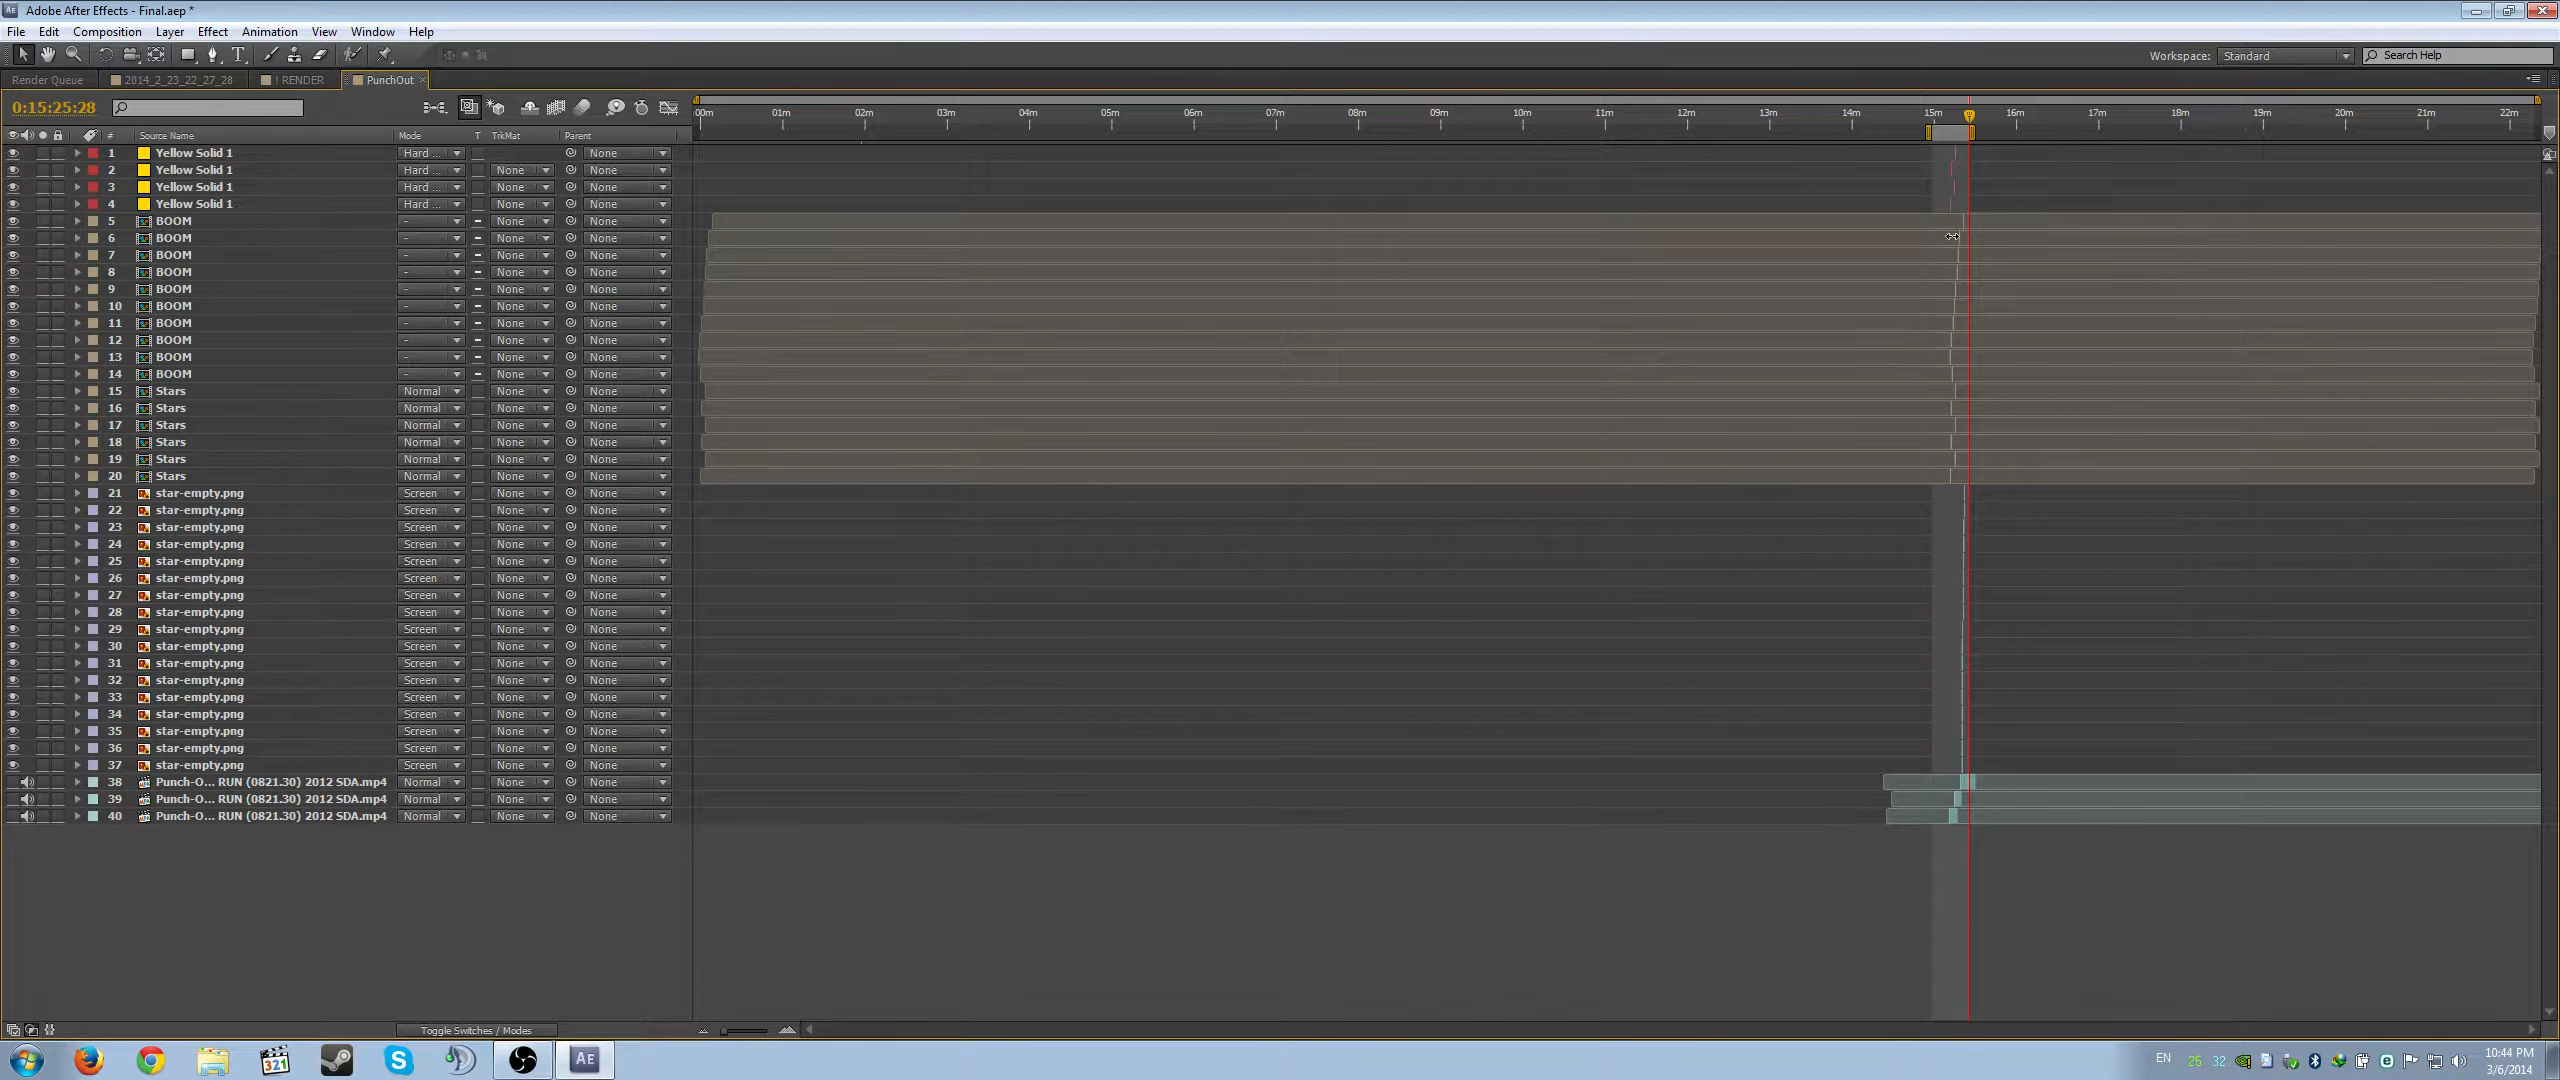 Adobe After Effects - Final.aep *
File Edit Composition Layer Effect Animation View Window Help
Workspace: Standard Search Help
Render Queue 2014_2_23_22_27_28 ! RENDER PunchOut
0:15:25:28
:00m 01m 02m 03m 04m 05m 06m 07m 08m 09m 10m 11m 12m 13m 14m 15m 16m 17m 18m 19m 20m 21m 22m
# Source Name Mode T TrkMat Parent
1 Yellow Solid 1 Hard ... None
2 Yellow Solid 1 Hard ... None None
3 Yellow Solid 1 Hard ... None None
4 Yellow Solid 1 Hard ... None None
5 BOOM - None None
6 BOOM - None None
7 BOOM - None None
8 BOOM - None None
9 BOOM - None None
10 BOOM - None None
11 BOOM - None None
12 BOOM - None None
13 BOOM - None None
14 BOOM - None None
15 Stars Normal None None
16 Stars Normal None None
17 Stars Normal None None
18 Stars Normal None None
19 Stars Normal None None
20 Stars Normal None None
21 star-empty.png Screen None None
22 star-empty.png Screen None None
23 star-empty.png Screen None None
24 star-empty.png Screen None None
25 star-empty.png Screen None None
26 star-empty.png Screen None None
27 star-empty.png Screen None None
28 star-empty.png Screen None None
29 star-empty.png Screen None None
30 star-empty.png Screen None None
31 star-empty.png Screen None None
32 star-empty.png Screen None None
33 star-empty.png Screen None None
34 star-empty.png Screen None None
35 star-empty.png Screen None None
36 star-empty.png Screen None None
37 star-empty.png Screen None None
38 Punch-O... RUN (0821.30) 2012 SDA.mp4 Normal None None
39 Punch-O... RUN (0821.30) 2012 SDA.mp4 Normal None None
40 Punch-O... RUN (0821.30) 2012 SDA.mp4 Normal None None
Toggle Switches / Modes
321 AE EN 25 32 10:44 PM
3/6/2014